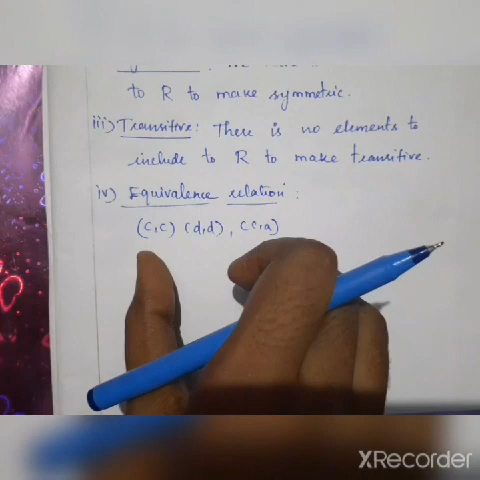 to R to make symmetric.
iii) Transitive: There is no elements to
include to R to make transitive.
iv) Equivalence relation:
(c,c) (d,d), (c,a)
XRecorder